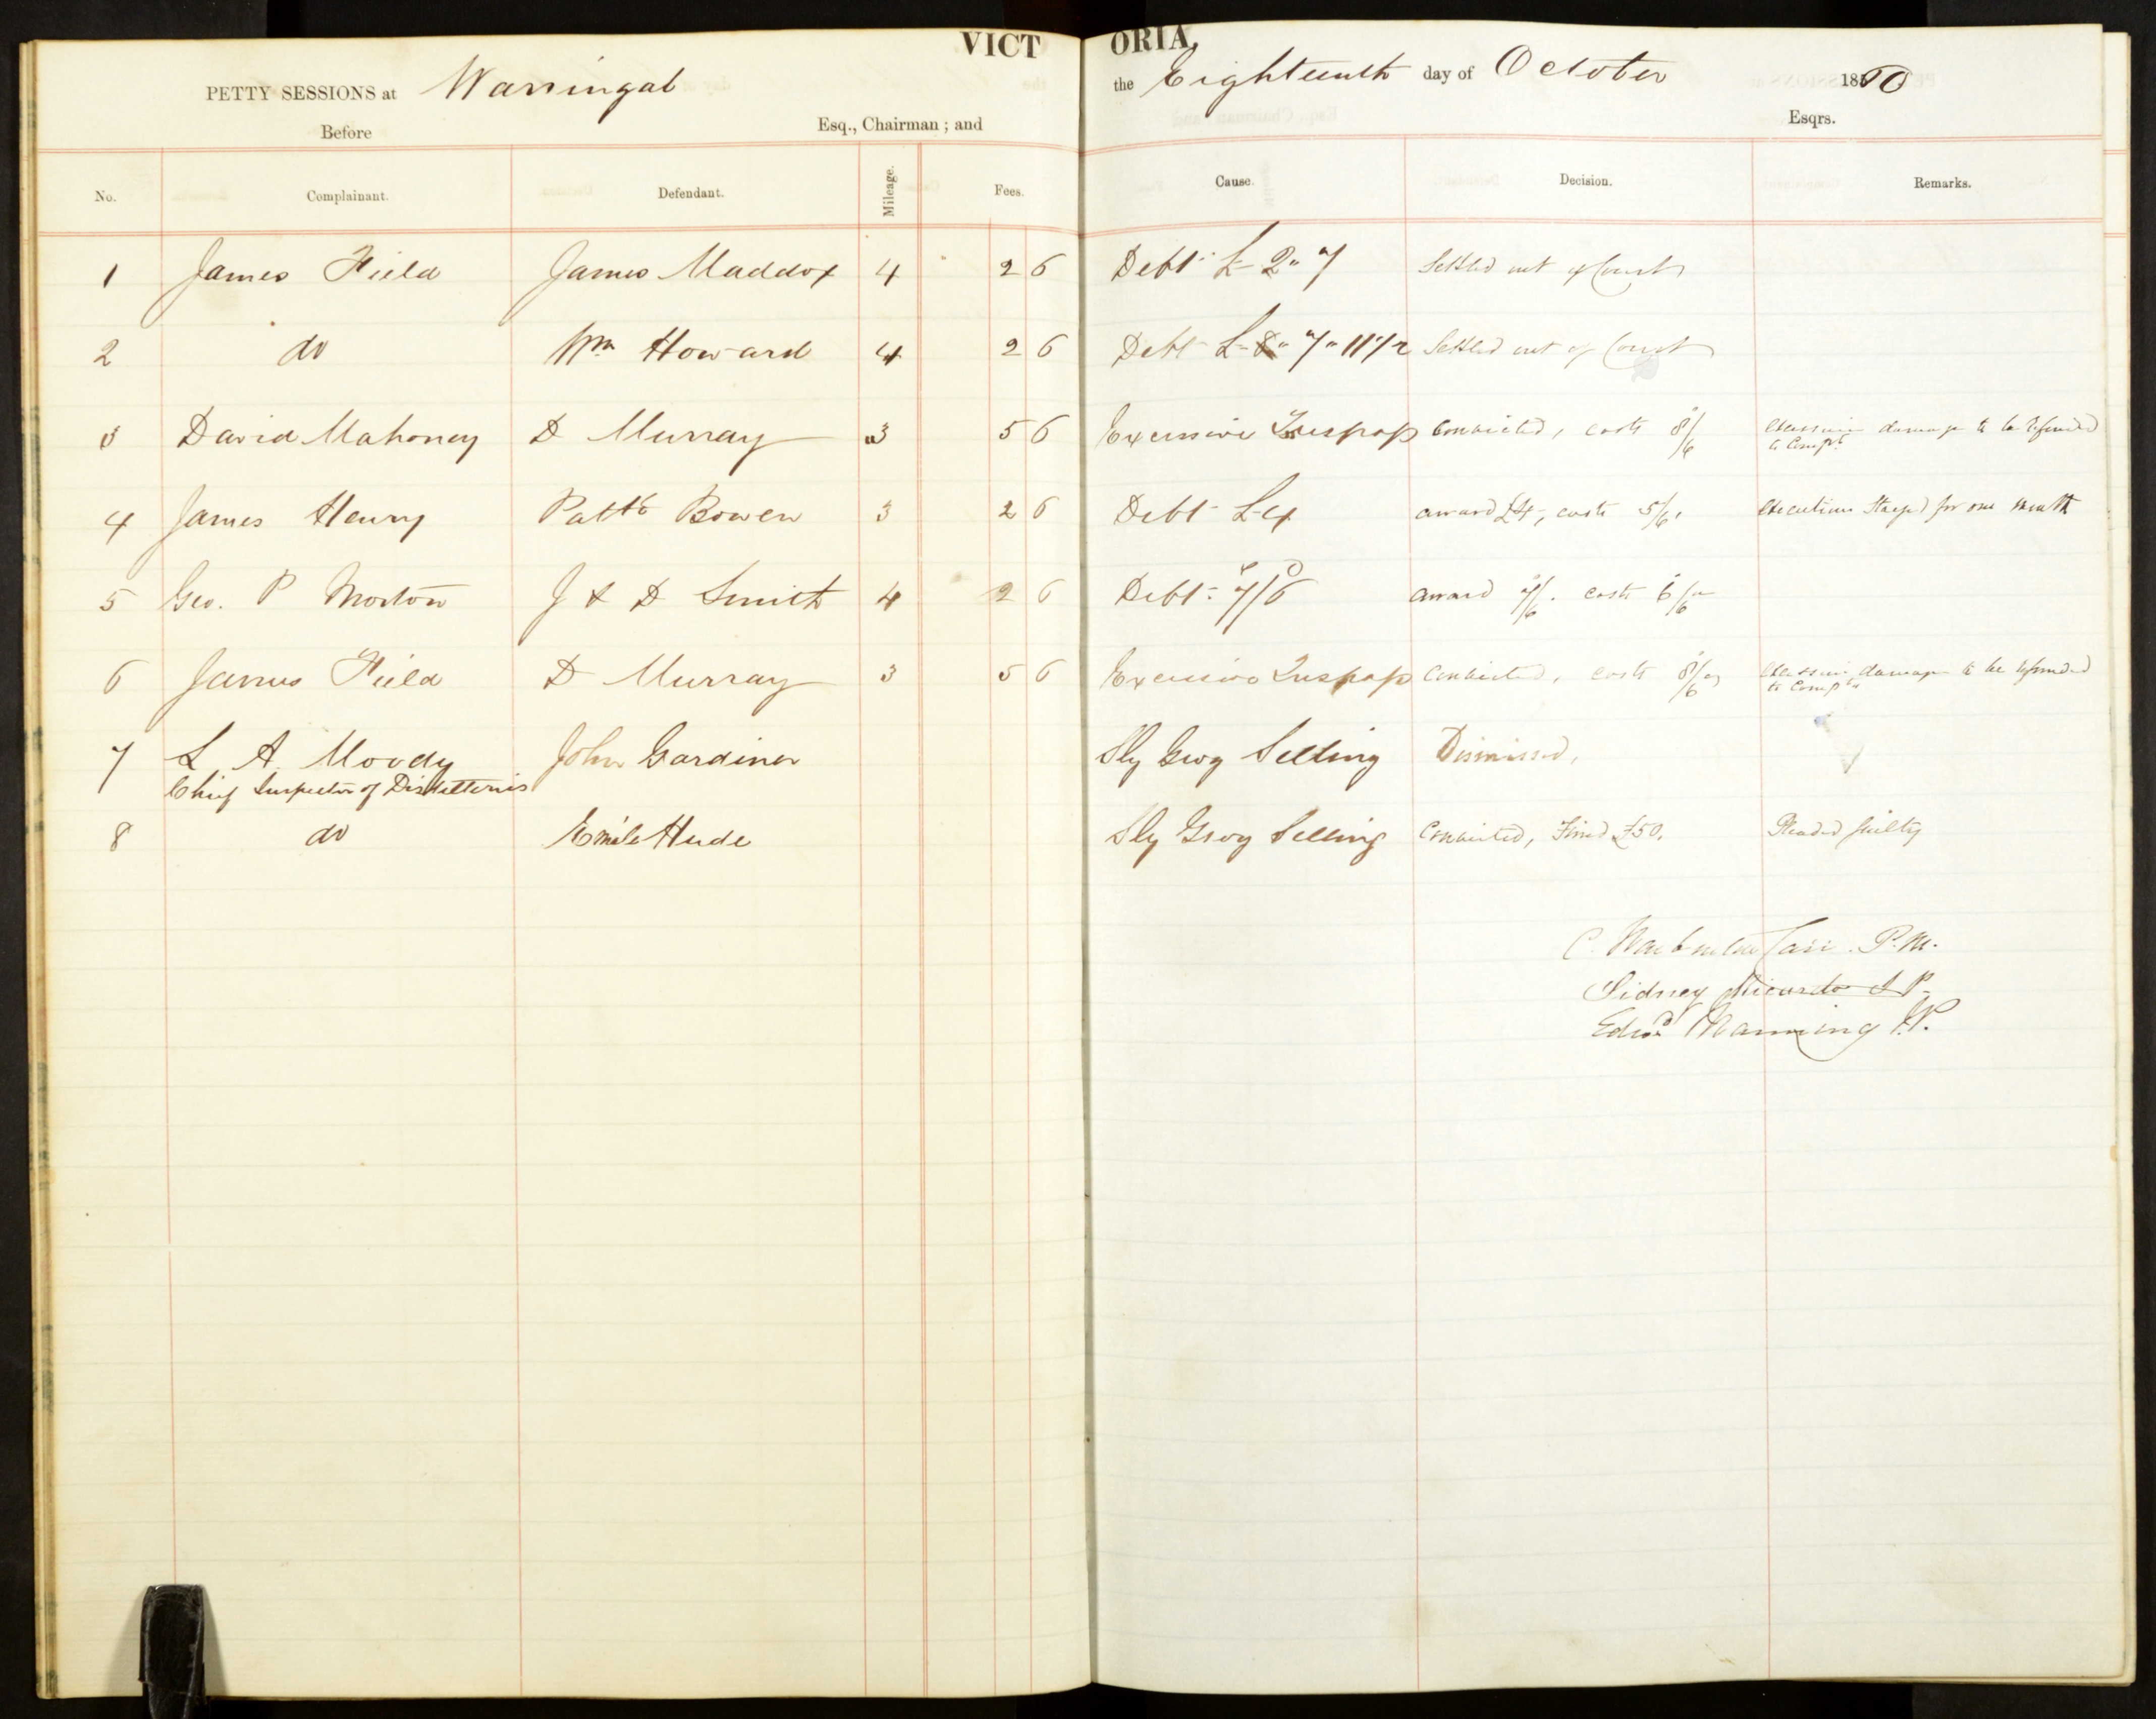 VICTORIA,
PETTY SESSIONS at Warringal the Eighteenth day of October 1860
Before Esq., Chairman ; and Esqrs.
No. Complainant. Defendant. Mileage. Fees. Cause. Decision. Remarks.
1 James Field James Maddox 4 2 6 Debt £2" 7 Settled out of Court
2 do Wm Howard 4 2 6 Debt £ 7" 11 1/2 Settled out of Court
3 David Mahoney D Murray 3 5 6 Excessive Trespass Convicted, costs 8/6 Excessive damage to be refunded
to Compt
4 James Henry Patk Bowen 3 2 6 Debt £4 award £4, costs 5/6. Execution Stayed for one month
5 Geo. P Morton J & D Smith 4 2 6 Debt 7/6 award 7/6. costs 6/6
6 James Field D Murray 3 5 6 Excessive Trespass Convicted, costs 8/6 Excessive damage to be refunded
to Compt
7 L A. Moody John Gardiner Sly Grog Selling Dismissed,
Chief Inspector of Distilleries
8 do Emile Hude Sly Grog Selling Convicted, Fined £50. Pleaded guilty
C. P.M.
Sidney Ricardo J P.
Edwd Manning J.P.